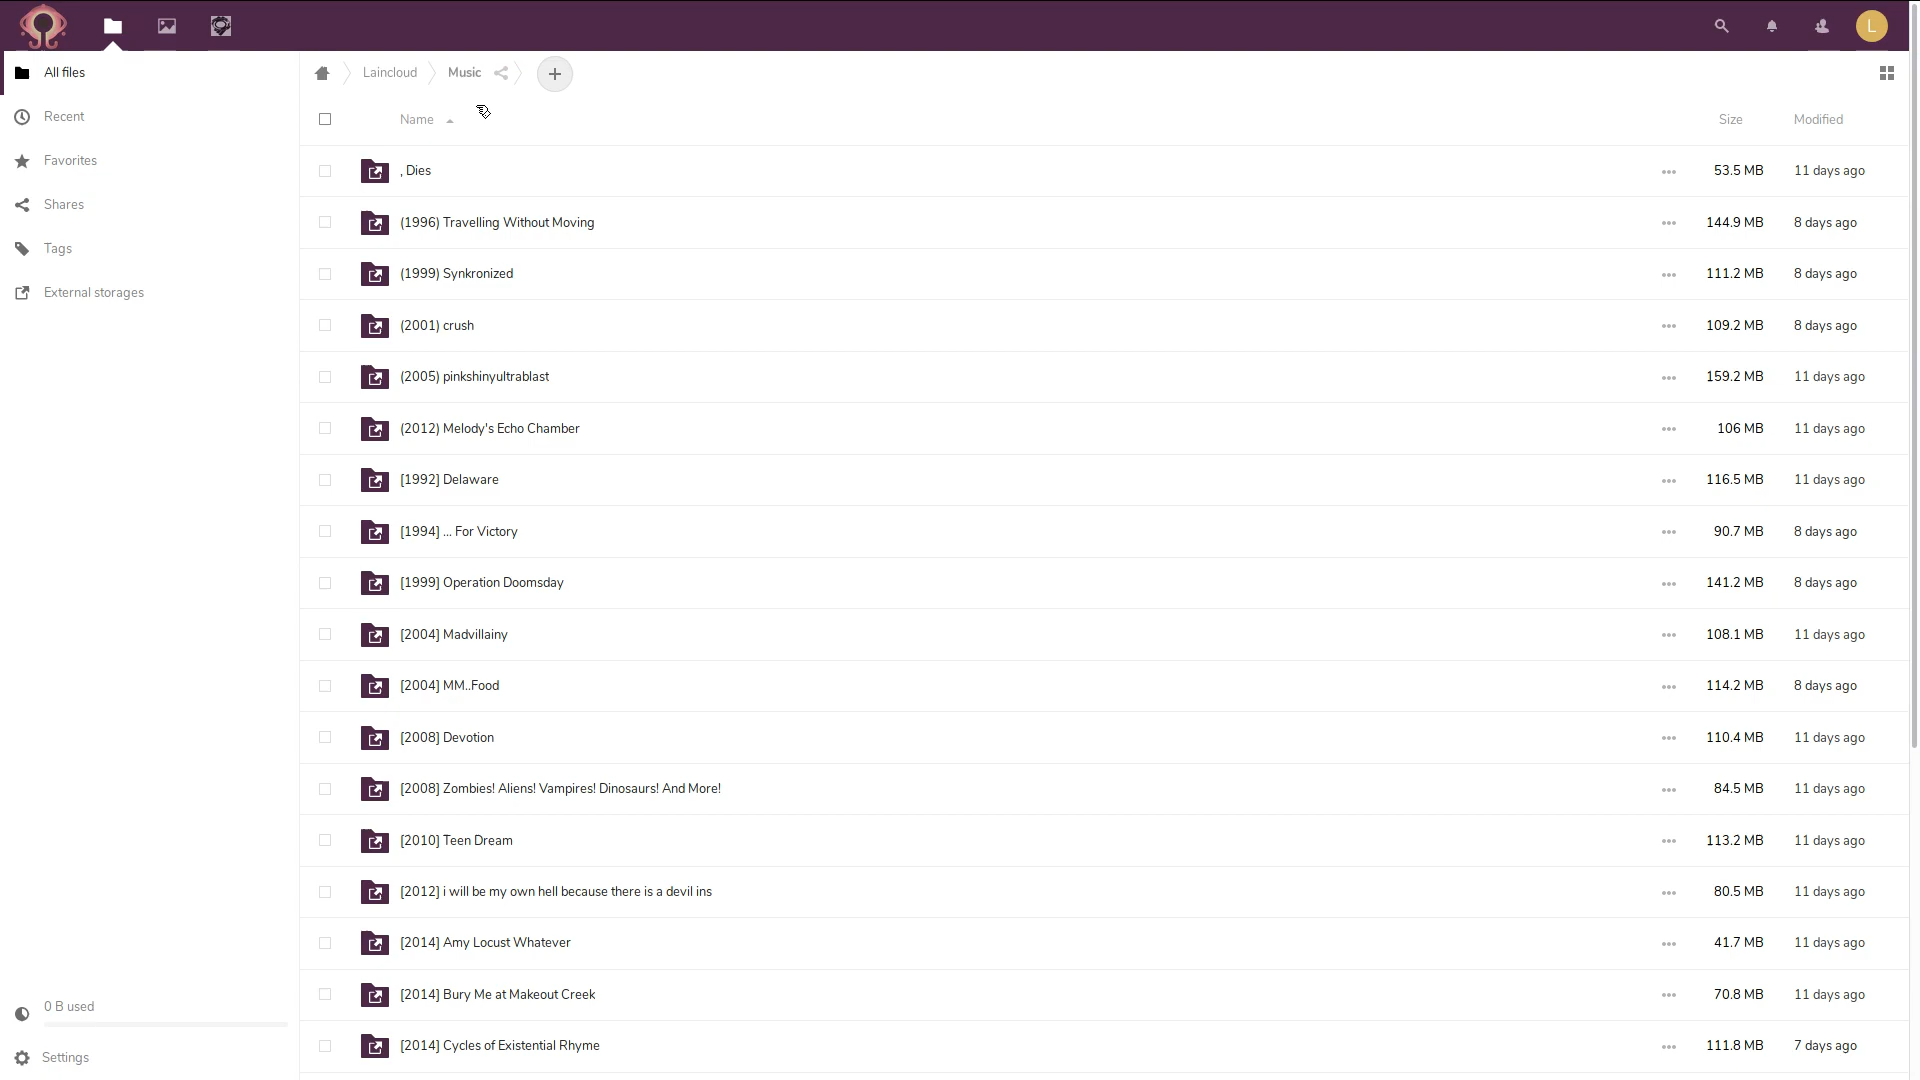 L
All files
Recent
Favorites
Shares
Tags
External storages
0 B used
Settings
Laincloud Music
Name Size Modified
, Dies 53.5 MB 11 days ago
(1996) Travelling Without Moving 144.9 MB 8 days ago
(1999) Synkronized 111.2 MB 8 days ago
(2001) crush 109.2 MB 8 days ago
(2005) pinkshinyultrablast 159.2 MB 11 days ago
(2012) Melody's Echo Chamber 106 MB 11 days ago
[1992] Delaware 116.5 MB 11 days ago
[1994] ... For Victory 90.7 MB 8 days ago
[1999] Operation Doomsday 141.2 MB 8 days ago
[2004] Madvillainy 108.1 MB 11 days ago
[2004] MM..Food 114.2 MB 8 days ago
[2008] Devotion 110.4 MB 11 days ago
[2008] Zombies! Aliens! Vampires! Dinosaurs! And More! 84.5 MB 11 days ago
[2010] Teen Dream 113.2 MB 11 days ago
[2012] i will be my own hell because there is a devil ins 80.5 MB 11 days ago
[2014] Amy Locust Whatever 41.7 MB 11 days ago
[2014] Bury Me at Makeout Creek 70.8 MB 11 days ago
[2014] Cycles of Existential Rhyme 111.8 MB 7 days ago